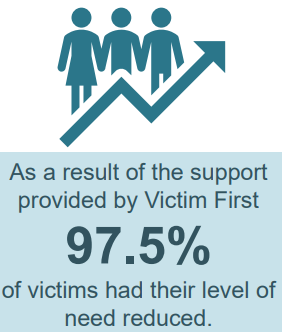 As a result of the support
provided by Victim First
97.5%
of victims had their level of
need reduced.